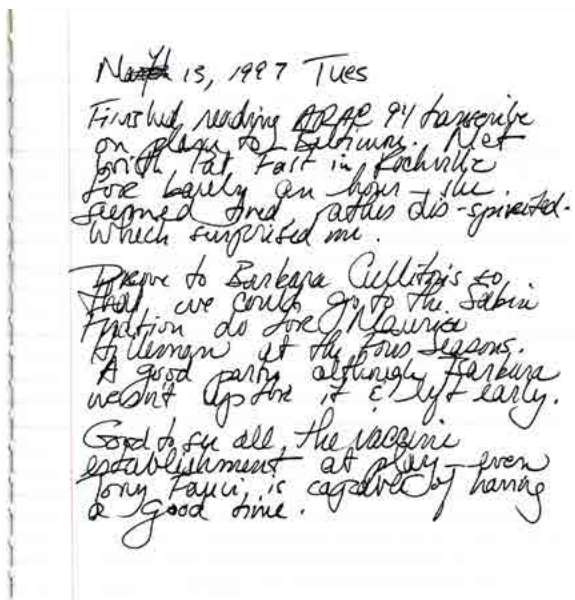 13, 1997 Tues
Finished reading ARAC 94 transcribe
on plane to Baltimore. Met
with Pat Fast in Rockville
for barely an hour - she
seemed tired, rather dis-spirited.
Which surprised me.
Drove to Barbara Cullitons so
that we could go to the Sabin
Fndtion do for Maurice
Hilleman at the Four Seasons.
A good party although Barbara
wasn't up for it & left early.
Good to see all the vaccine
establishment at play - even
Tony Fauci, is capable of having
a good time.